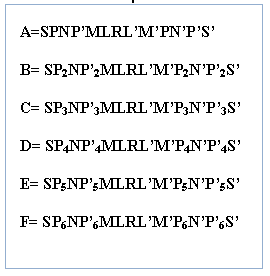 A=SPNP’MLRL’M’PN’P’S’
B= SP₂NP’₂MLRL’M’P₂N’P’₂S’
C= SP₃NP’₃MLRL’M’P₃N’P’₃S’
D= SP₄NP’₄MLRL’M’P₄N’P’₄S’
E= SP₅NP’₅MLRL’M’P₅N’P’₅S’
F= SP₆NP’₆MLRL’M’P₆N’P’₆S’